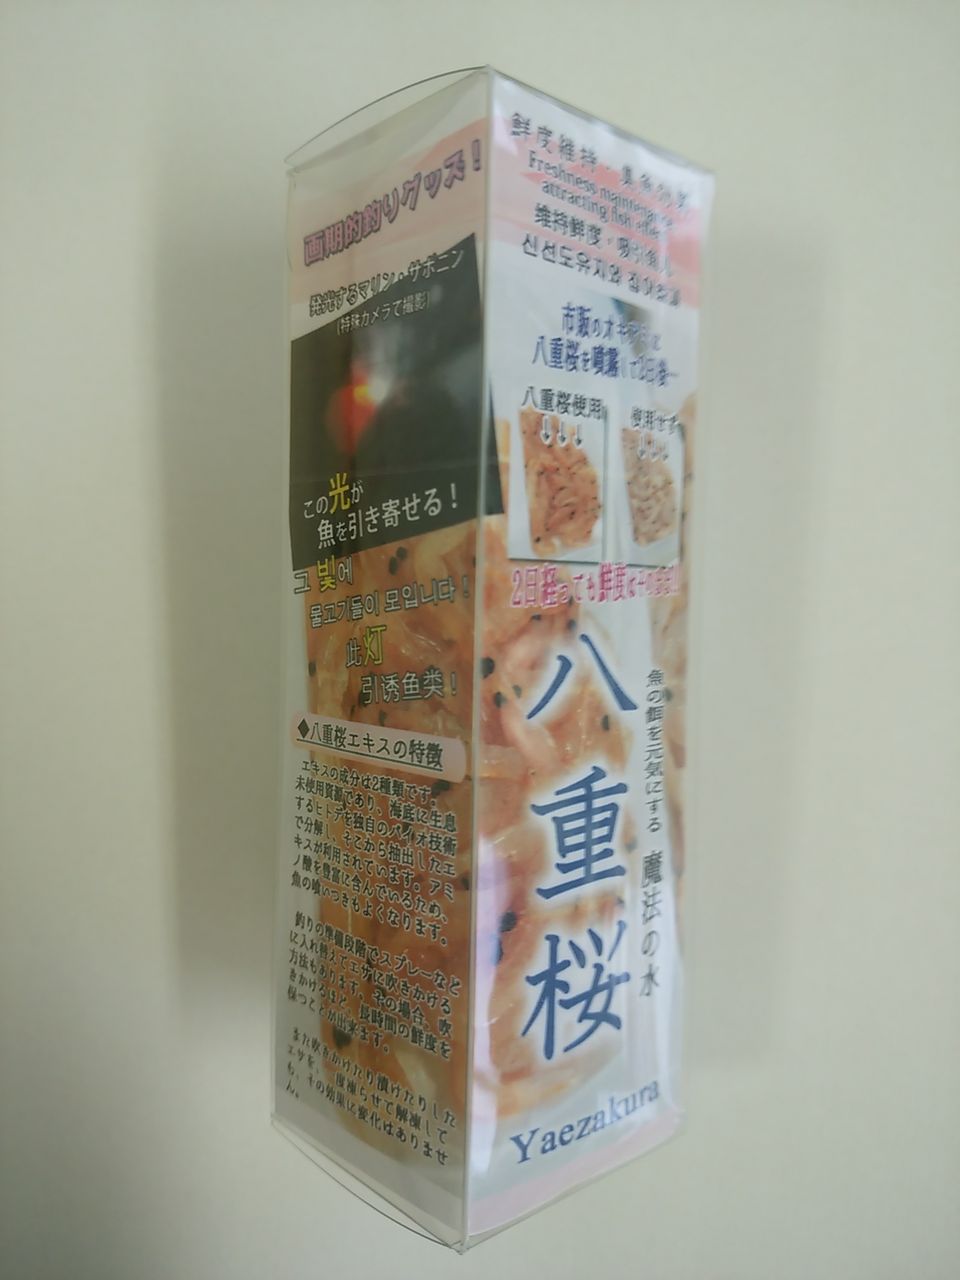 画期的釣りグッズ!
発光するマリン・サポニン
(特殊カメラで撮影)
この光が
魚を引き寄せる!
그 빛에
물고기들이 모입니다!
此灯
引诱鱼类!
◆八重桜エキスの特徴
エキスの成分は2種類です。
未使用資源であり、海底に生息
するヒトデを独自のバイオ技術
で分解し、そこから抽出したエ
キスが利用されています。アミ
ノ酸を豊富に含んでいるため、
魚の喰いつきもよくなります。
釣りの準備段階でスプレーなど
に入れ替えてエサに吹きかける
方法もあります。その場合、吹
きかけるほど、長時間の鮮度を
保つことが出来ます。
また吹きかけたり漬けたりした
エサを、一度凍らせて解凍して
も、その効果に変化はありませ
ん。
鮮度維持・集魚効果
Freshness maintenance
attracting fish effect
維持鮮度・吸引魚儿
신선도유지와 집어효과
市販のオキアミに
八重桜を噴霧して2日後…
八重桜使用
↓↓↓
使用せず
↓↓↓
2日経っても鮮度はそのまま!!
八重桜
魚の餌を元気にする 魔法の水
Yaezakura